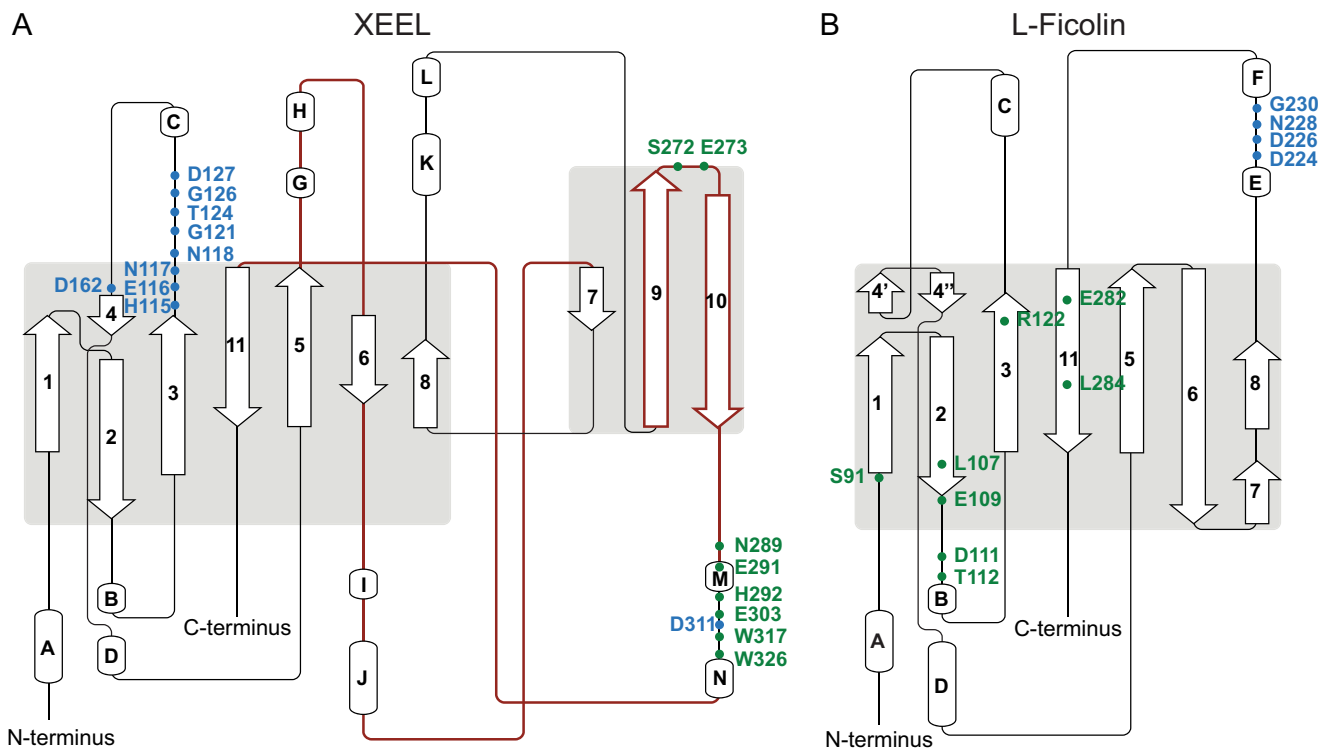 A
XEEL
L
H
C
K
G
S272 E273
D127
G126
T124
G121
N118
N117
D162
E116
H115
4
1
2
3
11
5
6
8
7
9
10
N289
E291
M
H292
E303
D311
W317
W326
N
I
B
C-terminus
A
D
J
N-terminus
B
L-Ficolin
F
C
G230
N228
D226
D224
E
4'
4"
E282
R122
L284
1
2
3
11
5
6
8
7
L107
S91
E109
D111
T112
B
C-terminus
A
D
N-terminus